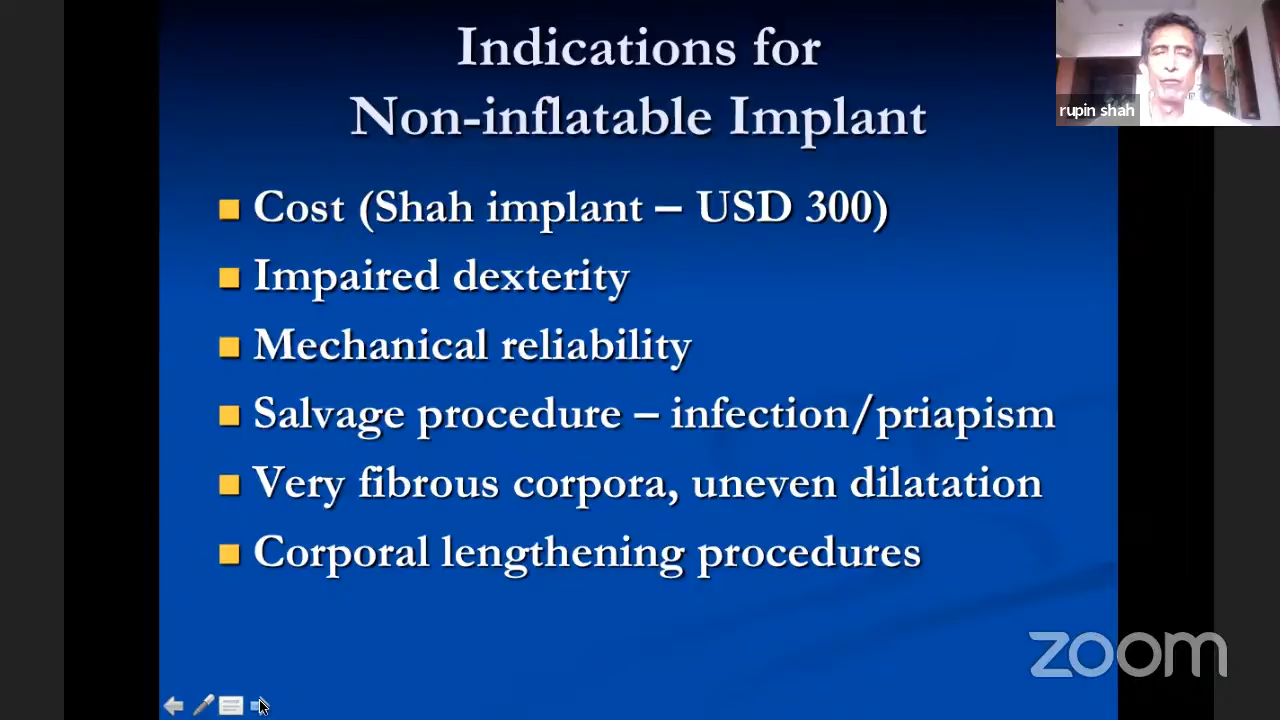 Indications for
Non-inflatable Implant
rupin shah
Cost (Shah implant – USD 300)
Impaired dexterity
Mechanical reliability
Salvage procedure – infection/priapism
Very fibrous corpora, uneven dilatation
Corporal lengthening procedures
zoom